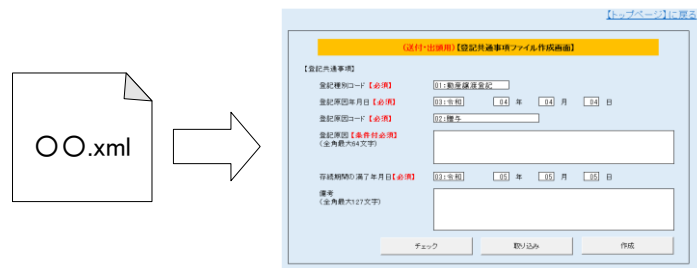 【トップページ】に戻る
(送付・出頭用)【登記共通事項ファイル作成画面】
【登記共通事項】
〇〇.xml
登記種別コード【必須】 01:動産譲渡登記
登記原因年月日【必須】 03:令和 04 年 04 月 04 日
登記原因コード【必須】 02:贈与
登記原因【条件付必須】
(全角最大64文字)
存続期間の満了年月日【必須】 03:令和 05 年 05 月 05 日
備考
(全角最大127文字)
チェック 取り込み 作成